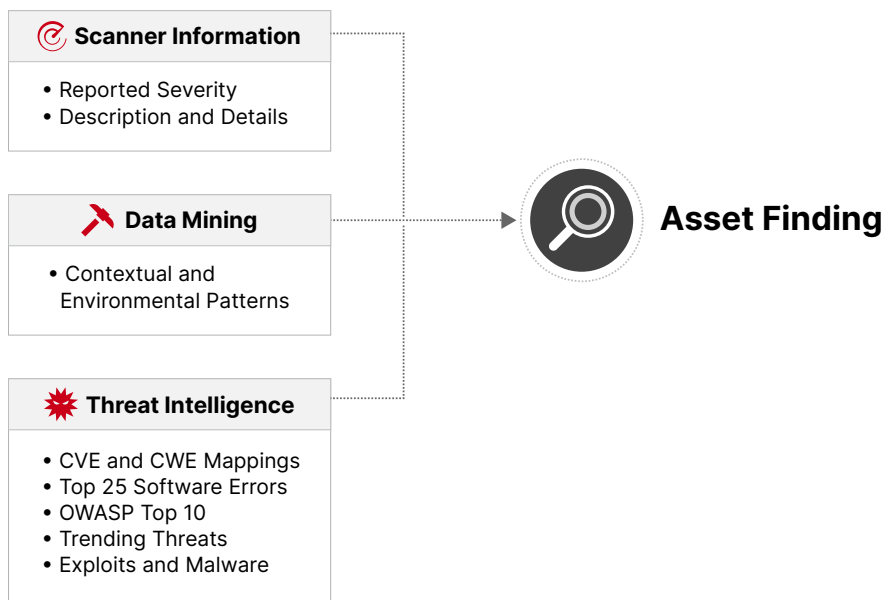 Scanner Information
• Reported Severity
• Description and Details
Data Mining
• Contextual and
Environmental Patterns
Asset Finding
Threat Intelligence
• CVE and CWE Mappings
• Top 25 Software Errors
• OWASP Top 10
• Trending Threats
• Exploits and Malware